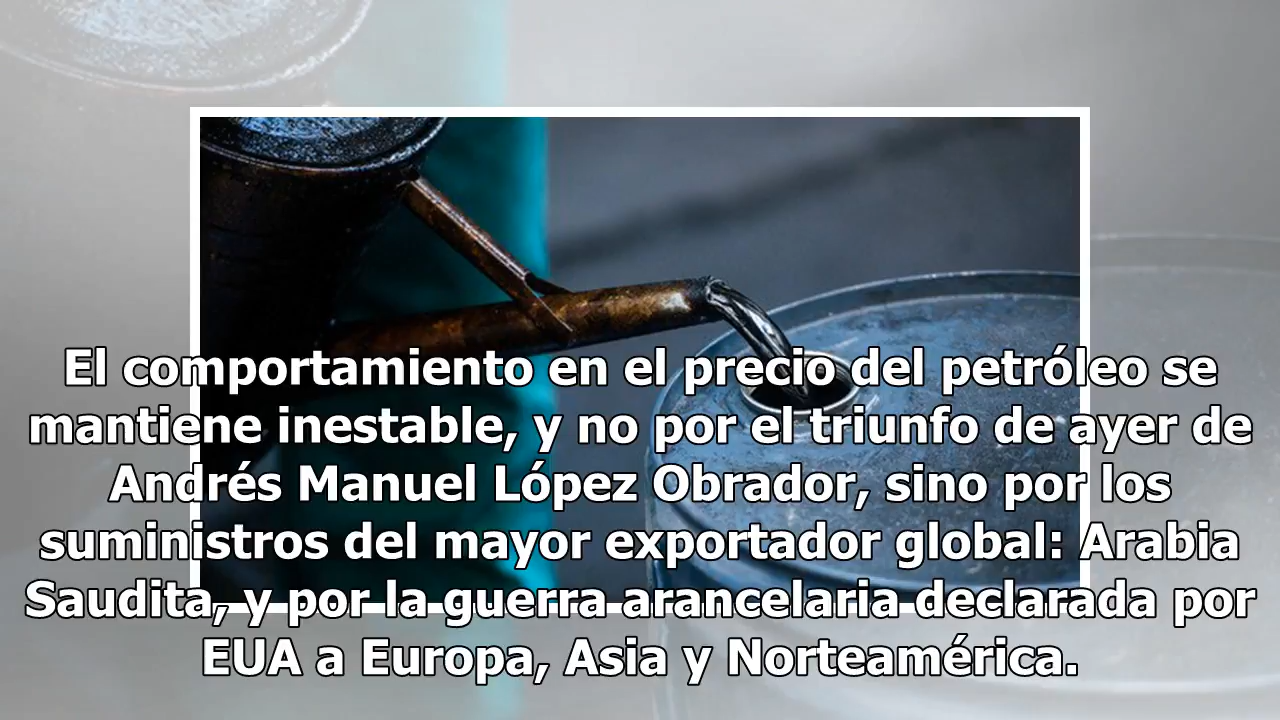 El comportamiento en el precio del petróleo se
mantiene inestable, y no por el triunfo de ayer de
Andrés Manuel López Obrador, sino por los
suministros del mayor exportador global: Arabia
Saudita, y por la guerra arancelaria declarada por
EUA a Europa, Asia y Norteamérica.